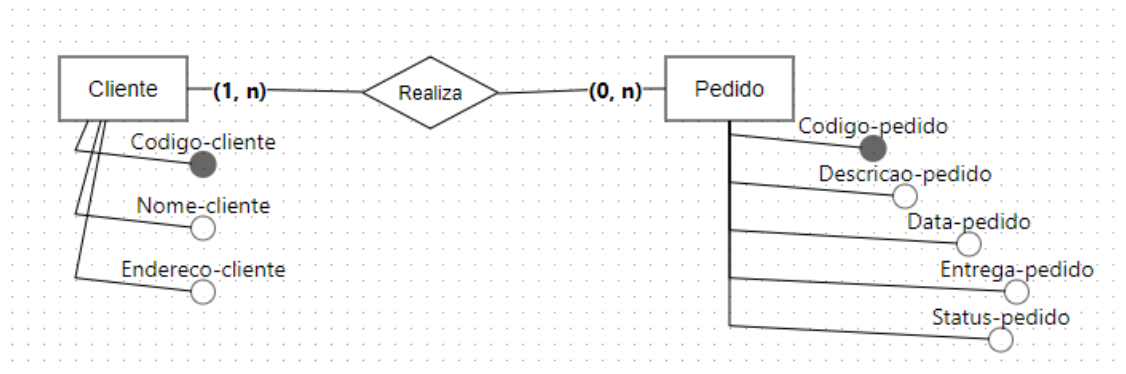 Cliente (1, n) Realiza (0, n) Pedido
Codigo-cliente
Nome-cliente
Endereco-cliente
Codigo-pedido
Descricao-pedido
Data-pedido
Entrega-pedido
Status-pedido